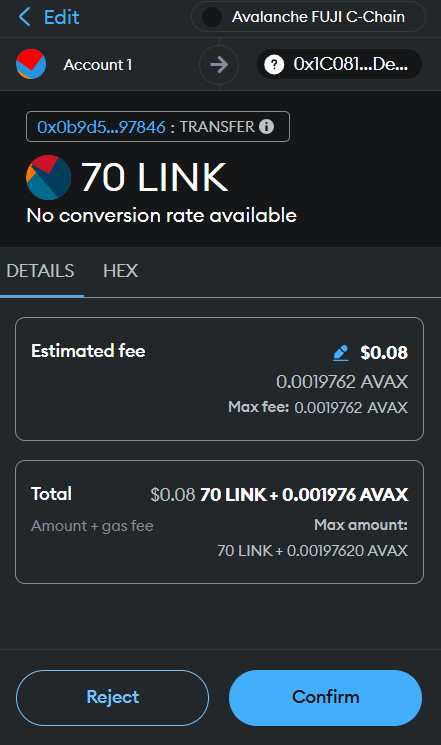 Edit
Avalanche FUJI C-Chain
Account 1
0x1C081...De...
0x0b9d5...97846 : TRANSFER
70 LINK
No conversion rate available
DETAILS HEX
Estimated fee $0.08
0.0019762 AVAX
Max fee: 0.0019762 AVAX
Total $0.08 70 LINK + 0.001976 AVAX
Amount + gas fee Max amount:
70 LINK + 0.00197620 AVAX
Reject Confirm